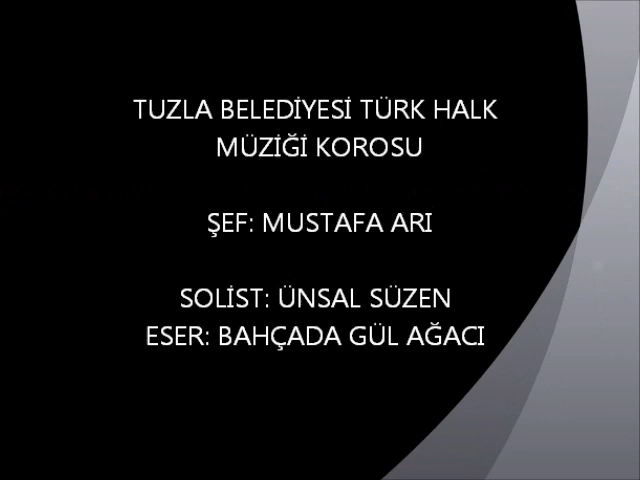 TUZLA BELEDİYESİ TÜRK HALK
MÜZİĞİ KOROSU
ŞEF: MUSTAFA ARI
SOLİST: ÜNSAL SÜZEN
ESER: BAHÇADA GÜL AĞACI